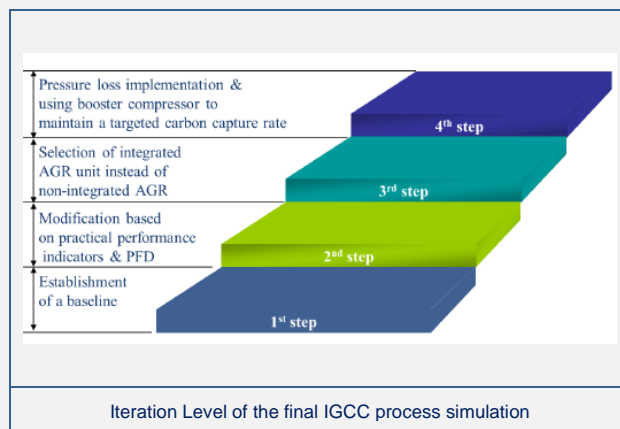 Pressure loss implementation &
using booster compressor to
maintain a targeted carbon capture rate
4th step
Selection of integrated
AGR unit instead of
non-integrated AGR
3rd step
Modification based
on practical performance
indicators & PFD
2nd step
Establishment
of a baseline
1st step
Iteration Level of the final IGCC process simulation